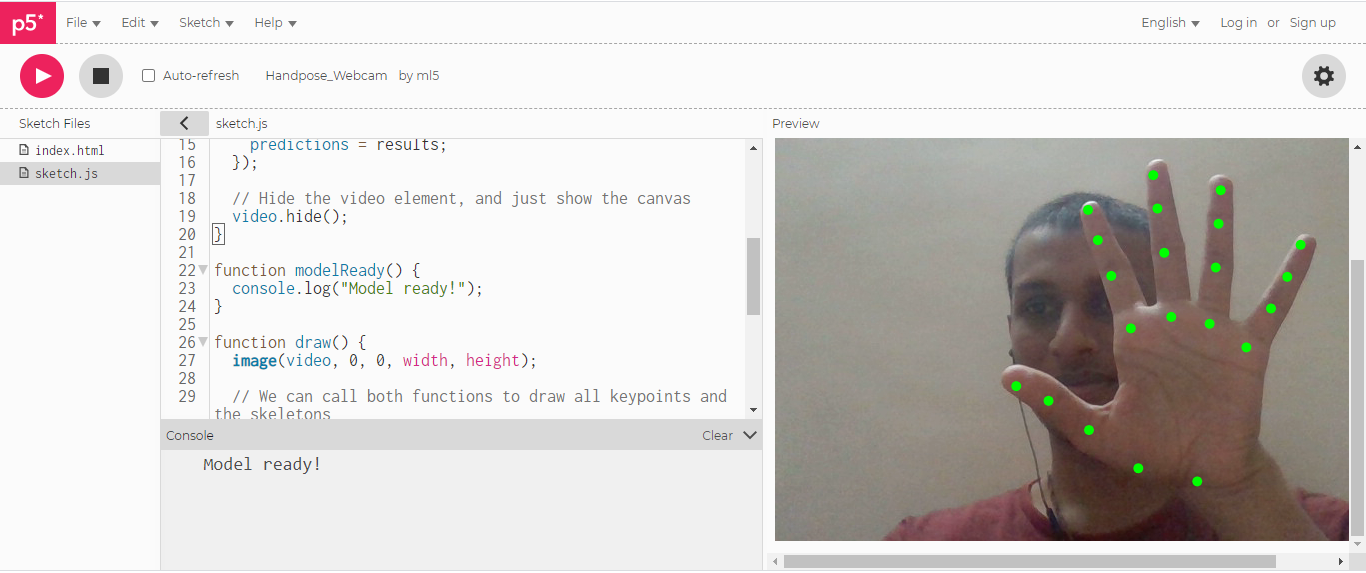 p5* File Edit Sketch Help English Log in or Sign up
Auto-refresh Handpose_Webcam by ml5
Sketch Files
index.html
sketch.js
sketch.js
15 predictions = results;
16 });
17
18 // Hide the video element, and just show the canvas
19 video.hide();
20 }
21
22 function modelReady() {
23 console.log("Model ready!");
24 }
25
26 function draw() {
27 image(video, 0, 0, width, height);
28
29 // We can call both functions to draw all keypoints and
the skeletons
Console Clear
Model ready!
Preview